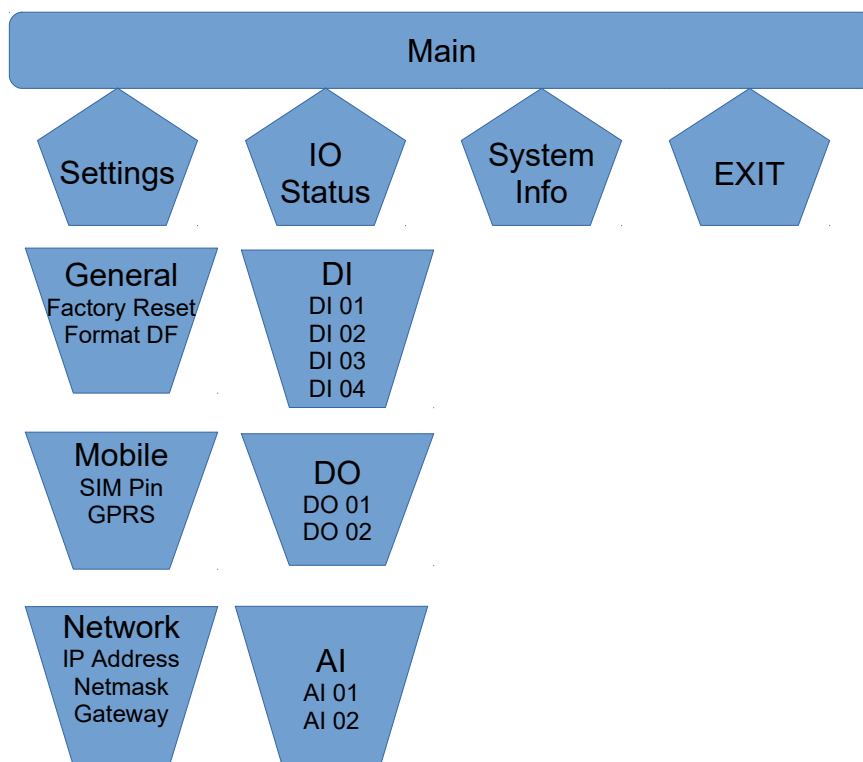 Main
Settings
IO
Status
System
Info
EXIT
General
Factory Reset
Format DF
DI
DI 01
DI 02
DI 03
DI 04
Mobile
SIM Pin
GPRS
DO
DO 01
DO 02
Network
IP Address
Netmask
Gateway
AI
AI 01
AI 02